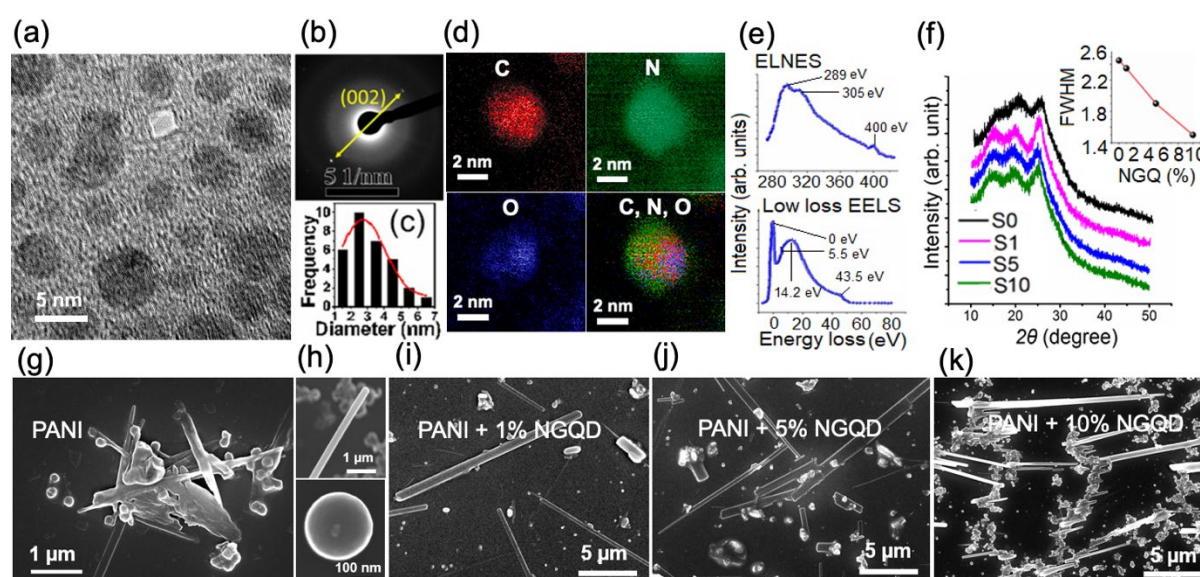 (a)
5 nm
(b)
(002)
5 1/nm
(c)
Frequency
10
8
6
4
2
0
1 2 3 4 5 6 7
Diameter (nm)
(d)
C
2 nm
N
2 nm
O
2 nm
C, N, O
2 nm
(e)
ELNES
289 eV
305 eV
400 eV
280 320 360 400
Intensity (arb. units)
Low loss EELS
0 eV
5.5 eV
43.5 eV
14.2 eV
0 20 40 60 80
Energy loss (eV)
(f)
Intensity (arb. unit)
S0
S1
S5
S10
10 20 30 40 50
2θ (degree)
FWHM
2.6
2.2
1.8
1.4
0 2 4 6 8 10
NGQ (%)
(g)
PANI
1 µm
(h)
1 µm
100 nm
(i)
PANI + 1% NGQD
5 µm
(j)
PANI + 5% NGQD
5 µm
(k)
PANI + 10% NGQD
5 µm